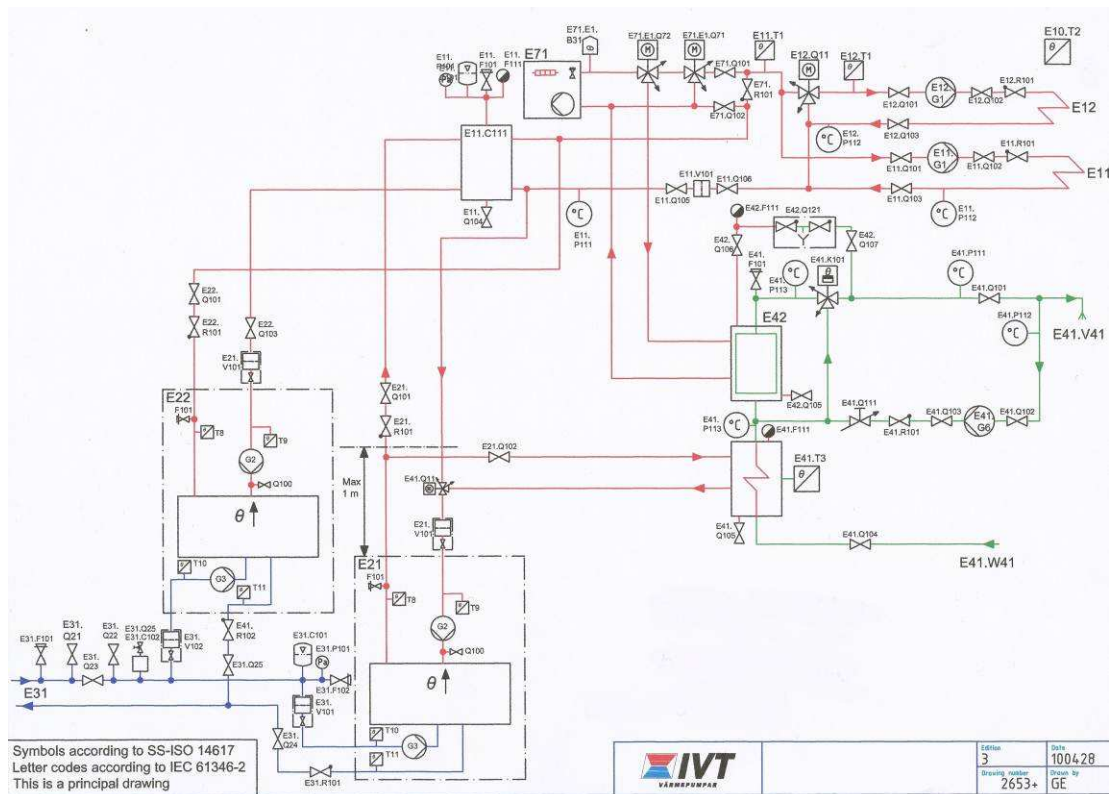 E71.E1.
B31
E71.E1.Q72
E71.E1.Q71
E11.T1
E10.T2
E11.
F101
E11.
F111
E71
E71.Q101
E12.Q11
E12.T1
M
M
M
θ
θ
θ
Pa
E71.
R101
E71.Q102
E12.Q101
E12.
G1
E12.Q102
E12.R101
E12
E12.Q103
E12.
P112
°C
E11.C111
E11.
Q104
E11.V101
E11.Q106
E11.Q105
°C
E11.
P111
E11.
Q101
E11.
G1
E11.
Q102
E11.R101
E11
E11.Q103
°C
E11.
P112
E42.F111
E42.Q121
E42.
Q106
E42.
Q107
E41.
F101
E41.
P113
°C
E41.K101
θ
E41.P111
°C
E41.Q101
E41.P112
°C
E41.V41
E42
E42.Q105
E22.
Q101
E22.
R101
E22.
Q103
E21.
V101
E22
F101
T8
T9
G2
Q100
θ
T10
G3
T11
E21.
Q101
E21.
R101
E21.Q102
Max
1 m
E41.Q11
E21.
V101
E41.
P113
°C
E41.F111
E41.Q111
E41.R101
E41.Q103
E41.
G6
E41.Q102
E41.T3
θ
E41.
Q105
E41.Q104
E41.W41
E21
F101
T8
T9
G2
Q100
θ
T10
G3
T11
E31.F101
E31.
Q21
E31.
Q22
E31.
Q23
E31.Q25
E31.C102
E31.
V102
E41.
R102
E31.Q25
E31
E31.C101
E31.P101
Pa
E31.F102
E31.
V101
E31.
Q24
E31.R101
Symbols according to SS-ISO 14617
Letter codes according to IEC 61346-2
This is a principal drawing
IVT
VÄRMEPUMPAR
Edition
3
Date
100428
Drawing number
2653+
Drawn by
GE